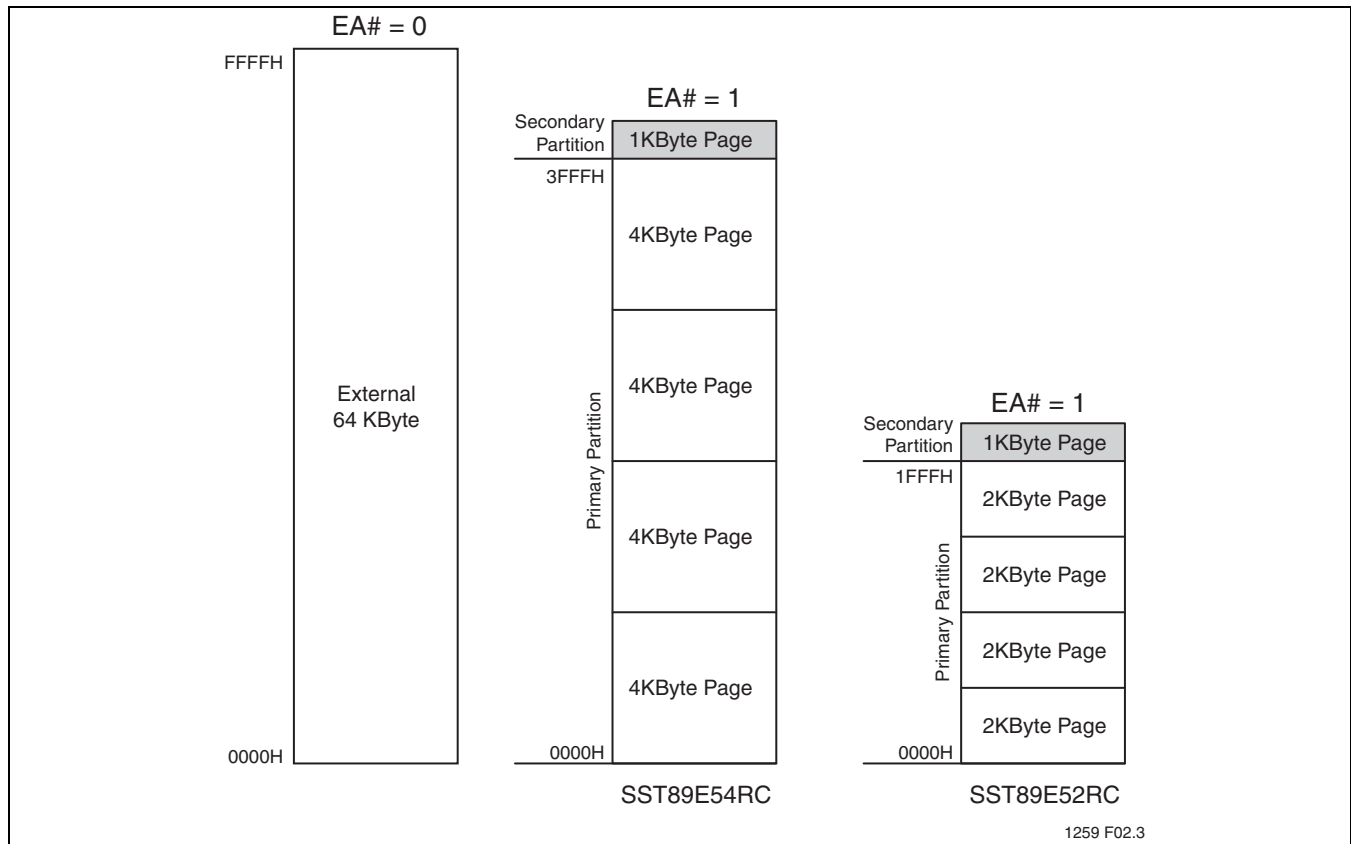 EA# = 0
FFFFH
External
64 KByte
0000H
EA# = 1
Secondary
Partition
1KByte Page
3FFFH
4KByte Page
4KByte Page
Primary Partition
4KByte Page
4KByte Page
0000H
SST89E54RC
EA# = 1
Secondary
Partition
1KByte Page
1FFFH
2KByte Page
2KByte Page
Primary Partition
2KByte Page
2KByte Page
0000H
SST89E52RC
1259 F02.3